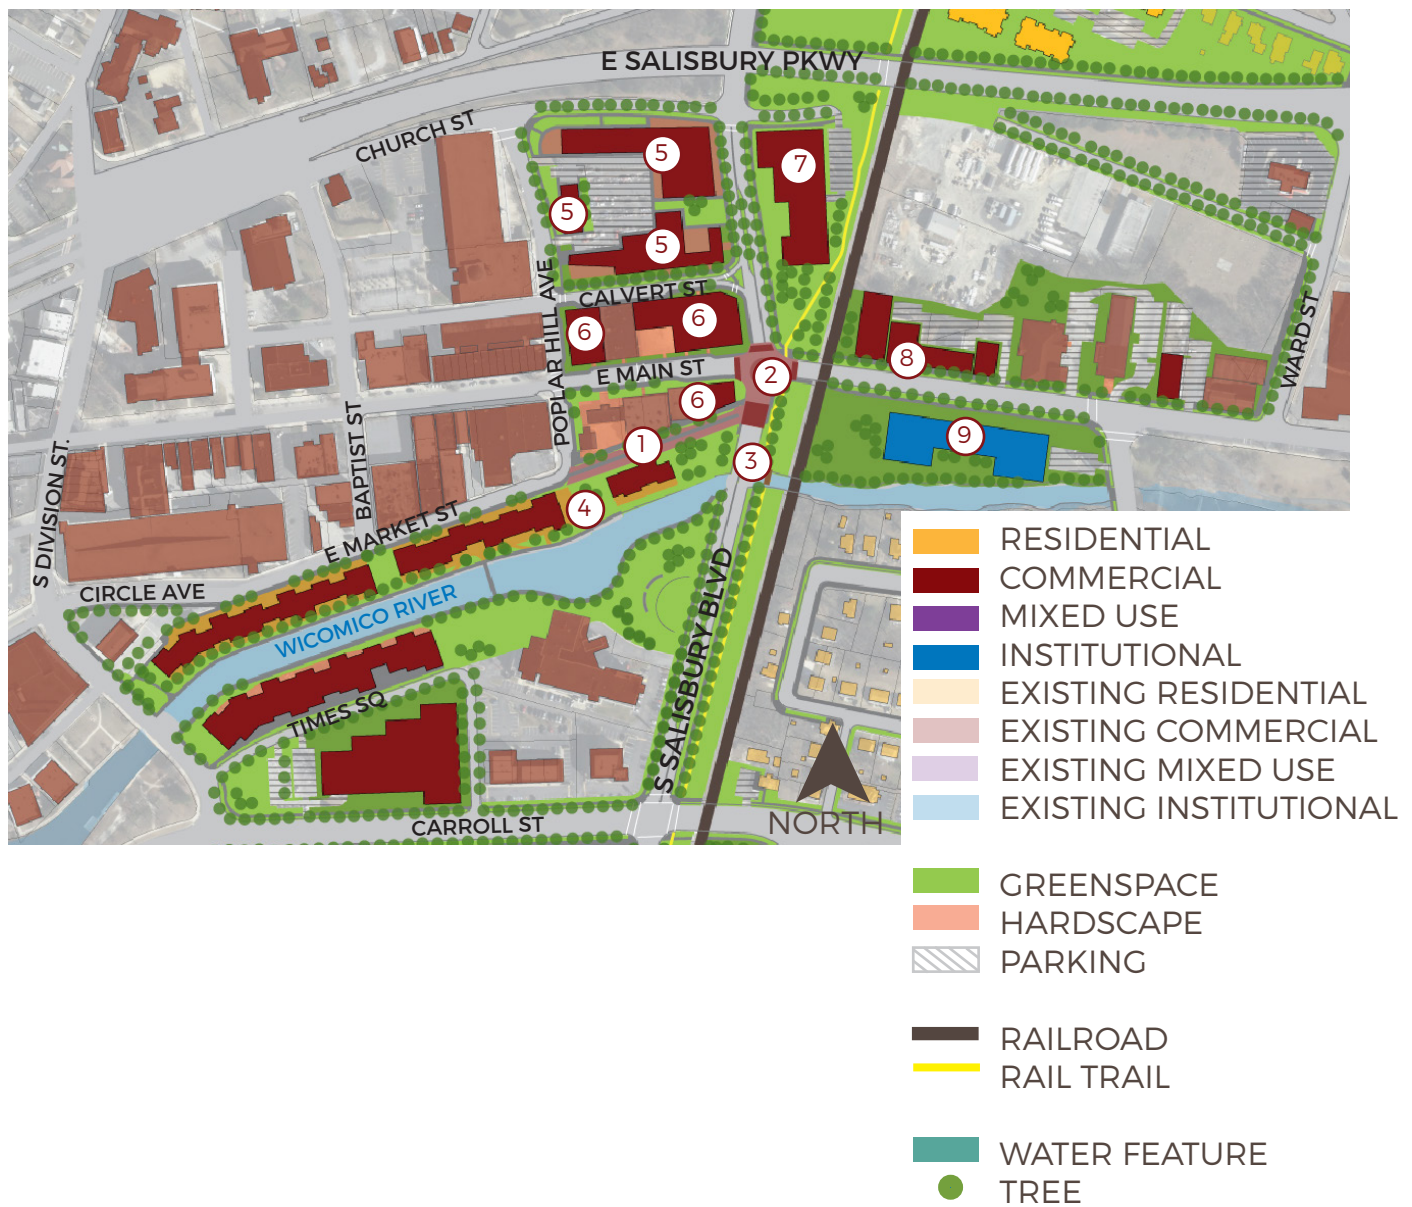 E SALISBURY PKWY
CHURCH ST
5
7
5
5
POPLAR HILL AVE
CALVERT ST
6
6
WARD ST
8
E MAIN ST
2
6
BAPTIST ST
1
9
3
S DIVISION ST.
4
E MARKET ST
CIRCLE AVE
WICOMICO RIVER
S SALISBURY BLVD
TIMES SQ
CARROLL ST
NORTH
RESIDENTIAL
COMMERCIAL
MIXED USE
INSTITUTIONAL
EXISTING RESIDENTIAL
EXISTING COMMERCIAL
EXISTING MIXED USE
EXISTING INSTITUTIONAL
GREENSPACE
HARDSCAPE
PARKING
RAILROAD
RAIL TRAIL
WATER FEATURE
TREE